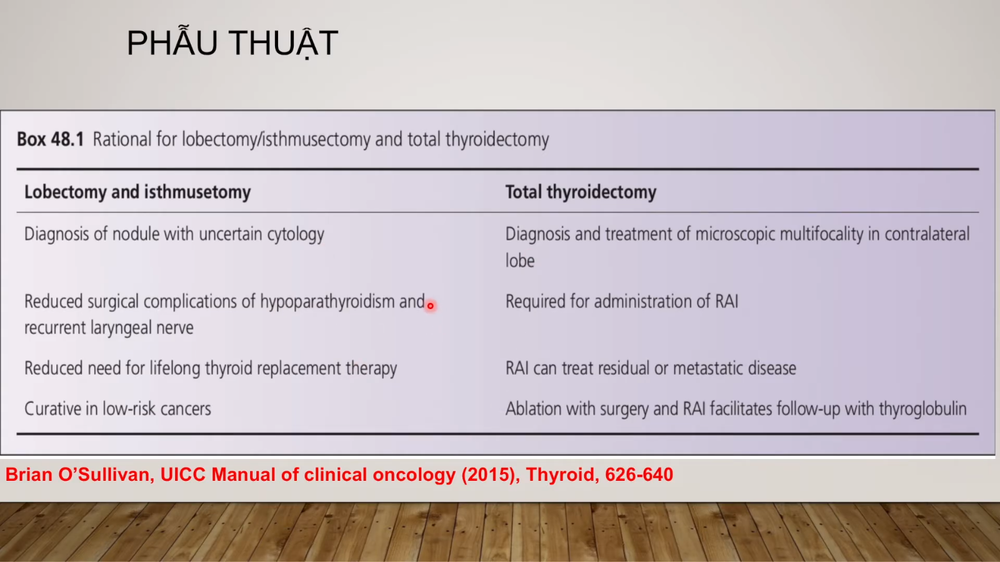 PHẪU THUẬT
Box 48.1 Rational for lobectomy/isthmusectomy and total thyroidectomy
Lobectomy and isthmusetomy
Total thyroidectomy
Diagnosis of nodule with uncertain cytology
Diagnosis and treatment of microscopic multifocality in contralateral
lobe
Reduced surgical complications of hypoparathyroidism and
recurrent laryngeal nerve
Required for administration of RAI
Reduced need for lifelong thyroid replacement therapy
RAI can treat residual or metastatic disease
Curative in low-risk cancers
Ablation with surgery and RAI facilitates follow-up with thyroglobulin
Brian O’Sullivan, UICC Manual of clinical oncology (2015), Thyroid, 626-640